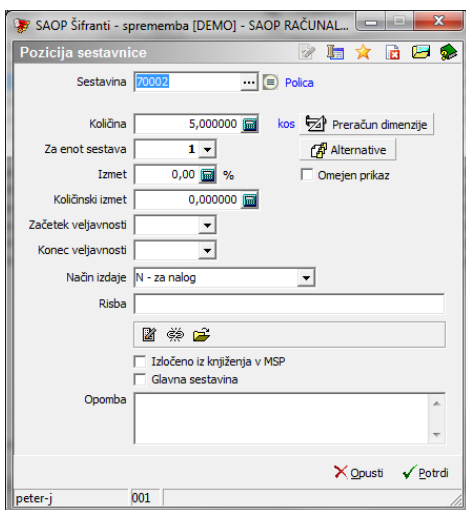 SAOP Šifranti - sprememba [DEMO] - SAOP RAČUNAL...
Pozicija sestavnice
Sestavina 70002 ... Polica
Količina 5,000000 kos Preračun dimenzije
Za enot sestava 1 Alternative
Izmet 0,00 % Omejen prikaz
Količinski izmet 0,000000
Začetek veljavnosti
Konec veljavnosti
Način izdaje N - za nalog
Risba
Izločeno iz knjiženja v MSP
Glavna sestavina
Opomba
Opusti Potrdi
peter-j 001